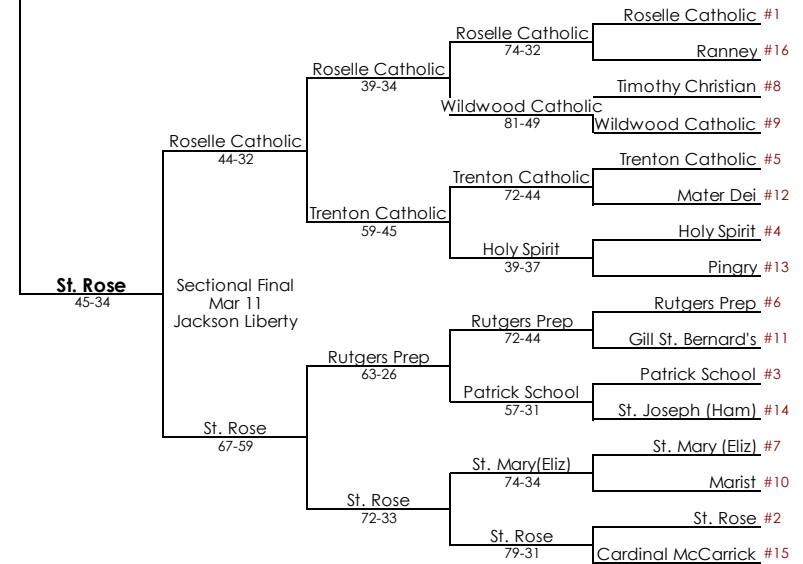 Roselle Catholic #1
Roselle Catholic
74-32
Ranney #16
Roselle Catholic
39-34
Timothy Christian #8
Wildwood Catholic
81-49
Wildwood Catholic #9
Roselle Catholic
44-32
Trenton Catholic #5
Trenton Catholic
72-44
Mater Dei #12
Trenton Catholic
59-45
Holy Spirit #4
Holy Spirit
39-37
Pingry #13
St. Rose
45-34
Sectional Final
Mar 11
Jackson Liberty
Rutgers Prep #6
Rutgers Prep
72-44
Gill St. Bernard's #11
Rutgers Prep
63-26
Patrick School #3
Patrick School
57-31
St. Joseph (Ham) #14
St. Rose
67-59
St. Mary (Eliz) #7
St. Mary(Eliz)
74-34
Marist #10
St. Rose
72-33
St. Rose #2
St. Rose
79-31
Cardinal McCarrick #15